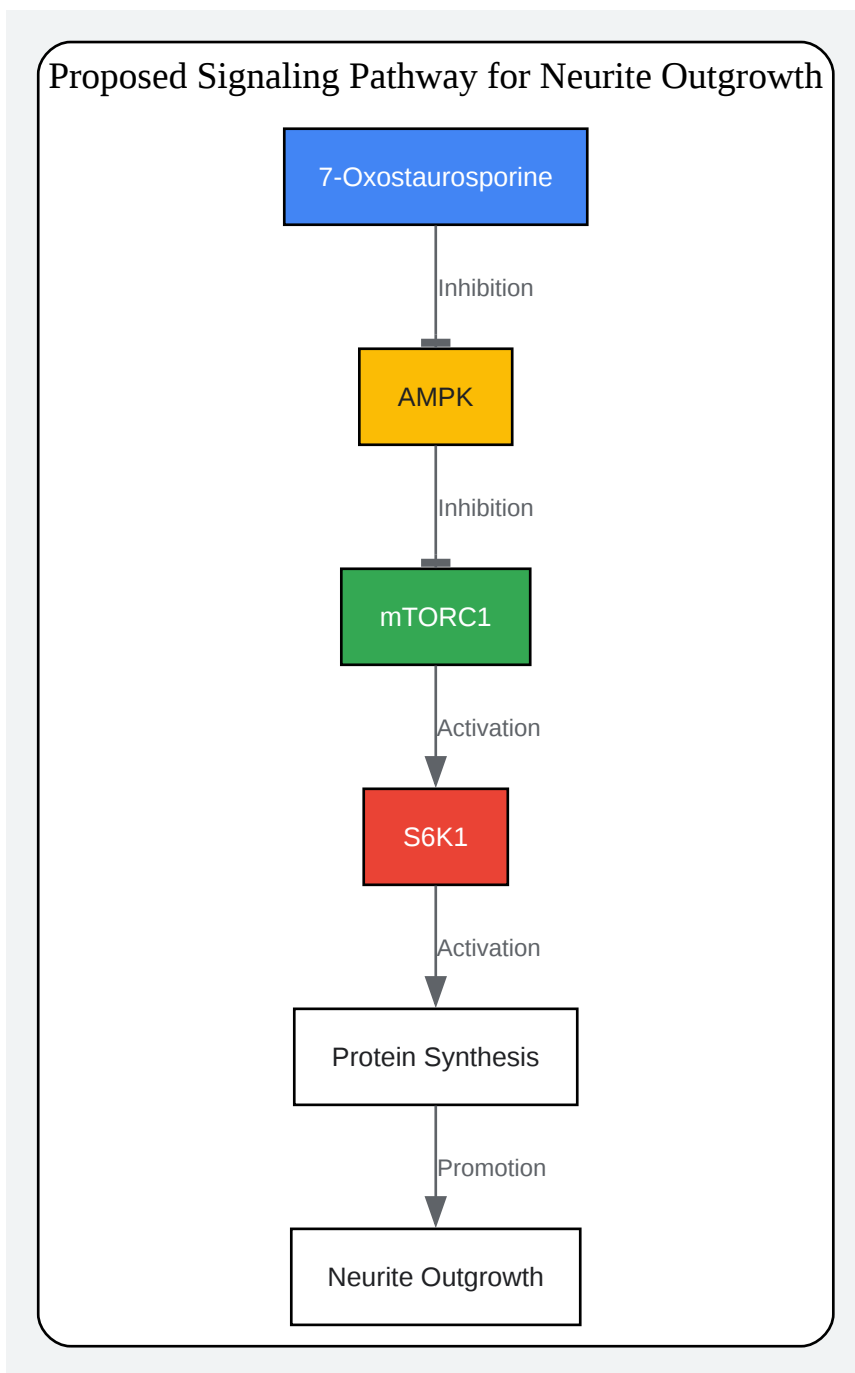 Proposed Signaling Pathway for Neurite Outgrowth
7-Oxostaurosporine
Inhibition
AMPK
Inhibition
mTORC1
Activation
S6K1
Activation
Protein Synthesis
Promotion
Neurite Outgrowth